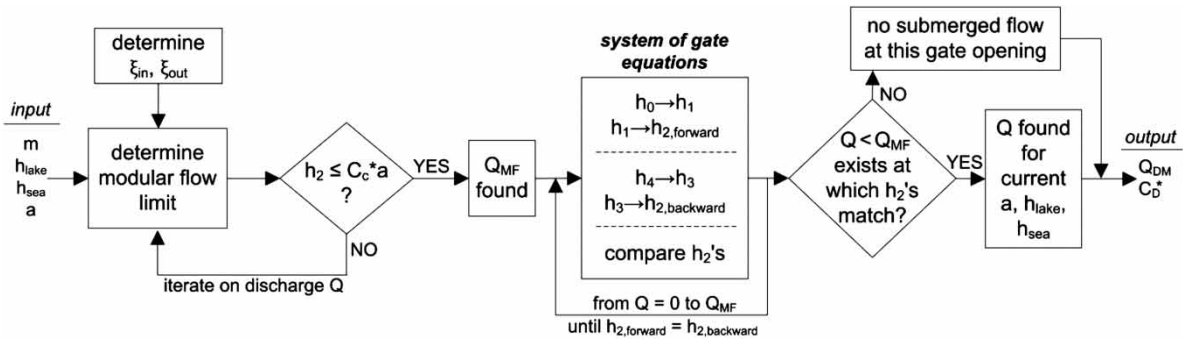 determine
ξin, ξout
input
m
hlake
hsea
a
determine
modular flow
limit
h2 ≤ Cc*a
?
YES
NO
iterate on discharge Q
QMF
found
system of gate
equations
h0→h1
h1→h2,forward
h4→h3
h3→h2,backward
compare h2's
from Q = 0 to QMF
until h2,forward = h2,backward
no submerged flow
at this gate opening
NO
Q < QMF
exists at
which h2's
match?
YES
Q found
for
current
a, hlake,
hsea
output
QDM
CD*